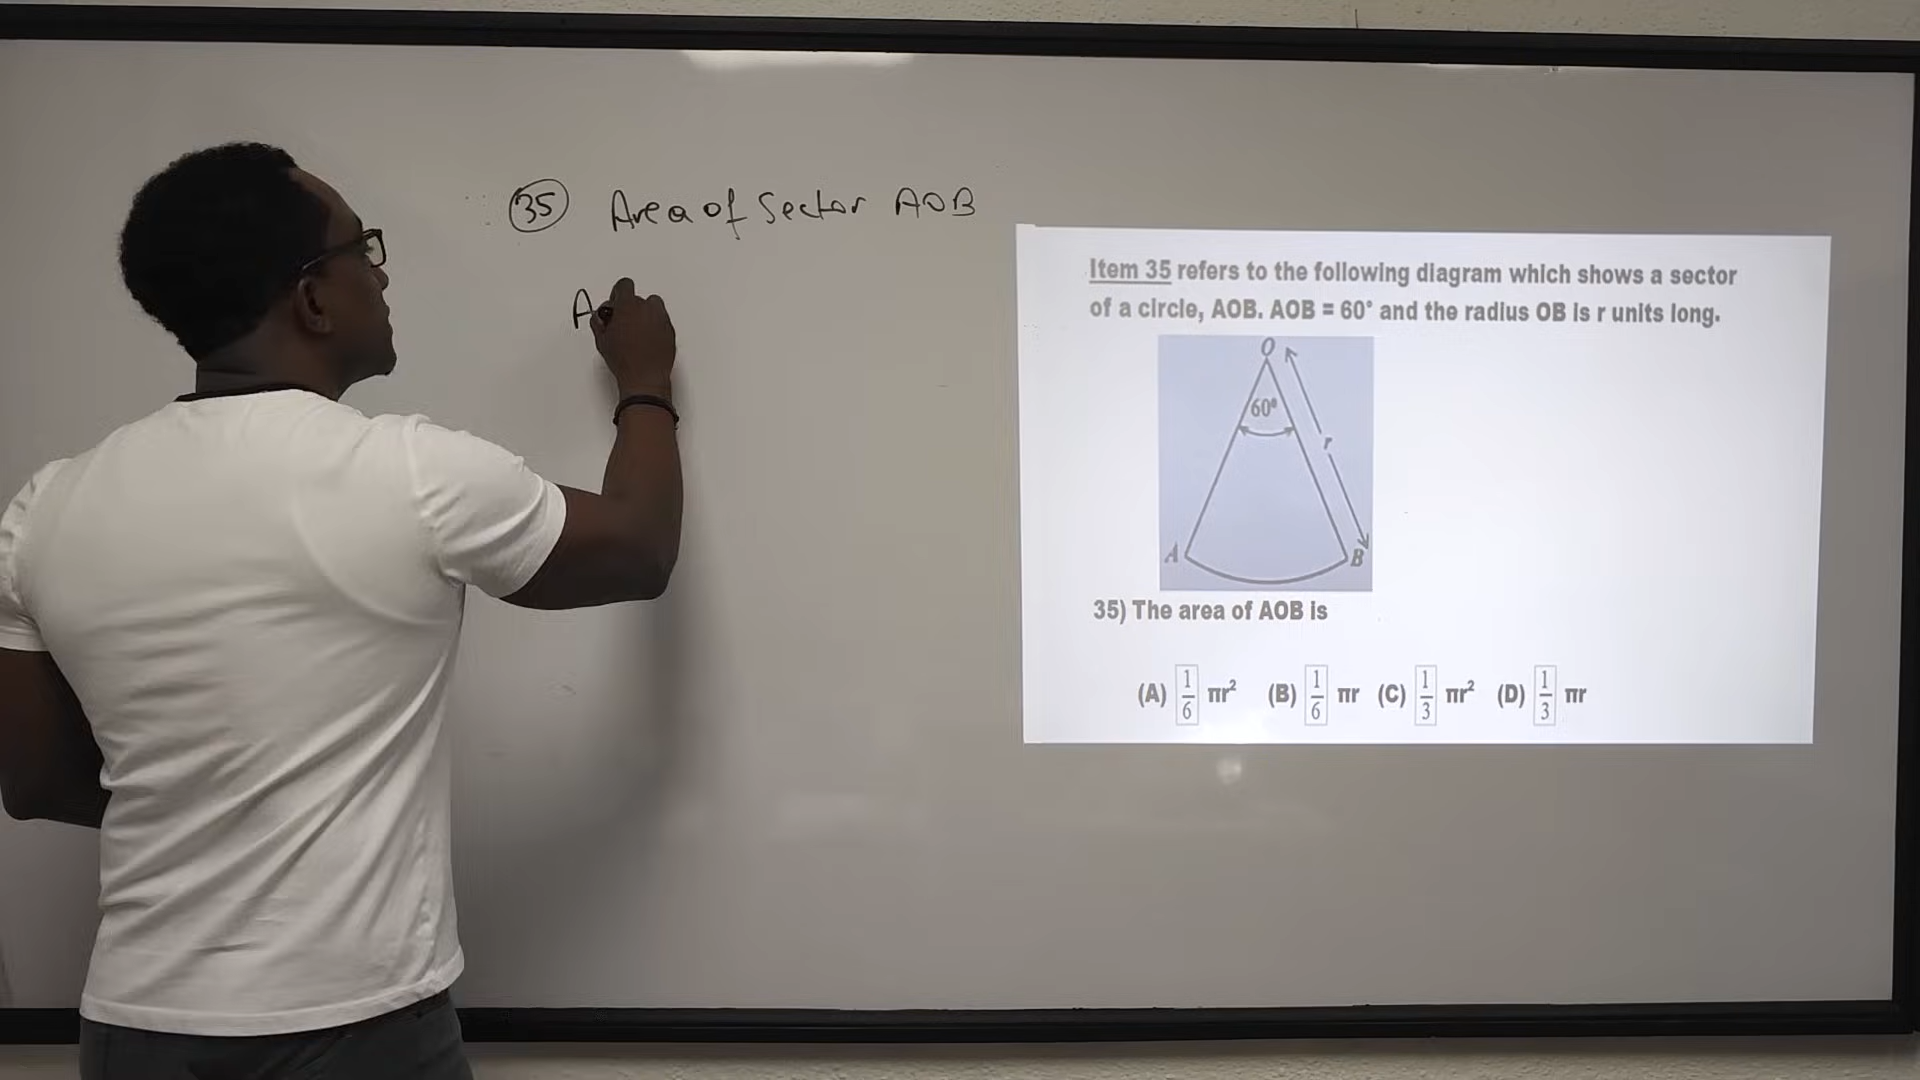 35 Area of Sector AOB
A
Item 35 refers to the following diagram which shows a sector
of a circle, AOB. AOB = 60° and the radius OB is r units long.
O
60⁰
r
A
B
35) The area of AOB is
(A) 1/6 πr² (B) 1/6 πr (C) 1/3 πr² (D) 1/3 πr